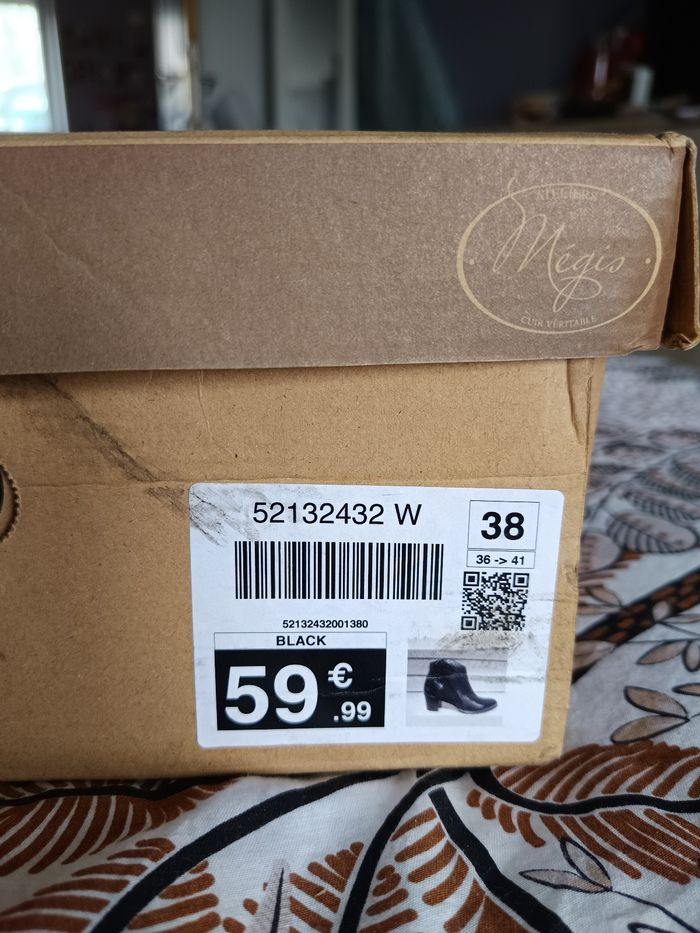 ATELIERS
Mégis
CUIR VÉRITABLE
52132432 W
38
36 -> 41
52132432001380
BLACK
59 €.99